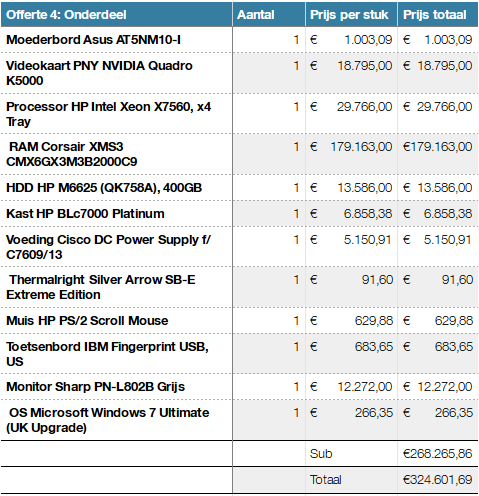 Offerte 4: Onderdeel Aantal Prijs per stuk Prijs totaal
Moederbord Asus AT5NM10-I 1 € 1.003,09 € 1.003,09
Videokaart PNY NVIDIA Quadro
K5000 1 € 18.795,00 € 18.795,00
Processor HP Intel Xeon X7560, x4
Tray 1 € 29.766,00 € 29.766,00
RAM Corsair XMS3
CMX6GX3M3B2000C9 1 € 179.163,00 €179.163,00
HDD HP M6625 (QK758A), 400GB 1 € 13.586,00 € 13.586,00
Kast HP BLc7000 Platinum 1 € 6.858,38 € 6.858,38
Voeding Cisco DC Power Supply f/
C7609/13 1 € 5.150,91 € 5.150,91
Thermalright Silver Arrow SB-E
Extreme Edition 1 € 91,60 € 91,60
Muis HP PS/2 Scroll Mouse 1 € 629,88 € 629,88
Toetsenbord IBM Fingerprint USB,
US 1 € 683,65 € 683,65
Monitor Sharp PN-L802B Grijs 1 € 12.272,00 € 12.272,00
OS Microsoft Windows 7 Ultimate
(UK Upgrade) 1 € 266,35 € 266,35
Sub €268.265,86
Totaal €324.601,69